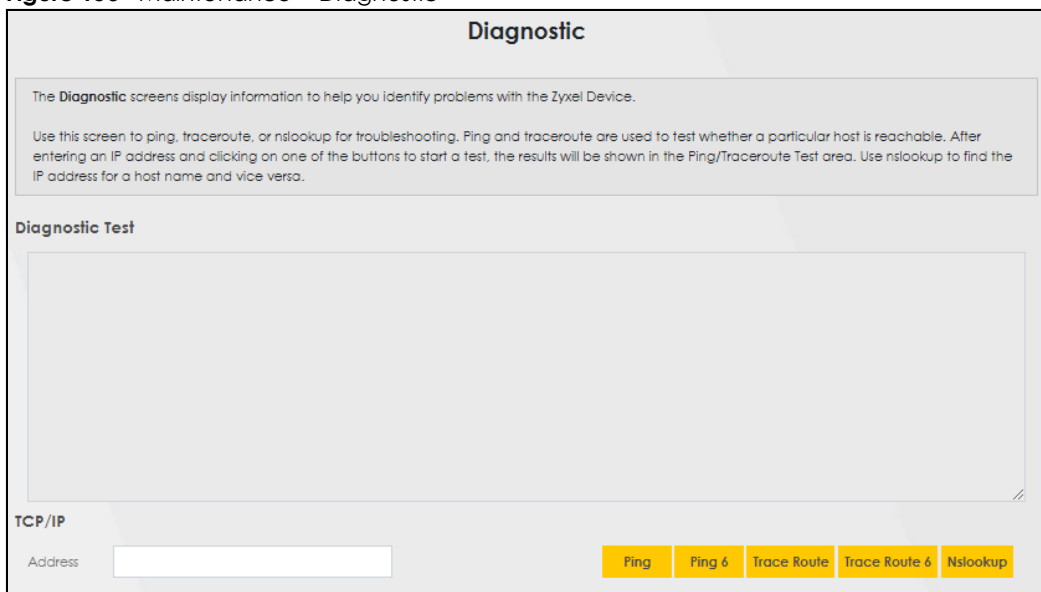 Diagnostic
The Diagnostic screens display information to help you identify problems with the Zyxel Device.
Use this screen to ping, traceroute, or nslookup for troubleshooting. Ping and traceroute are used to test whether a particular host is reachable. After
entering an IP address and clicking on one of the buttons to start a test, the results will be shown in the Ping/Traceroute Test area. Use nslookup to find the
IP address for a host name and vice versa.
Diagnostic Test
TCP/IP
Address Ping Ping 6 Trace Route Trace Route 6 Nslookup